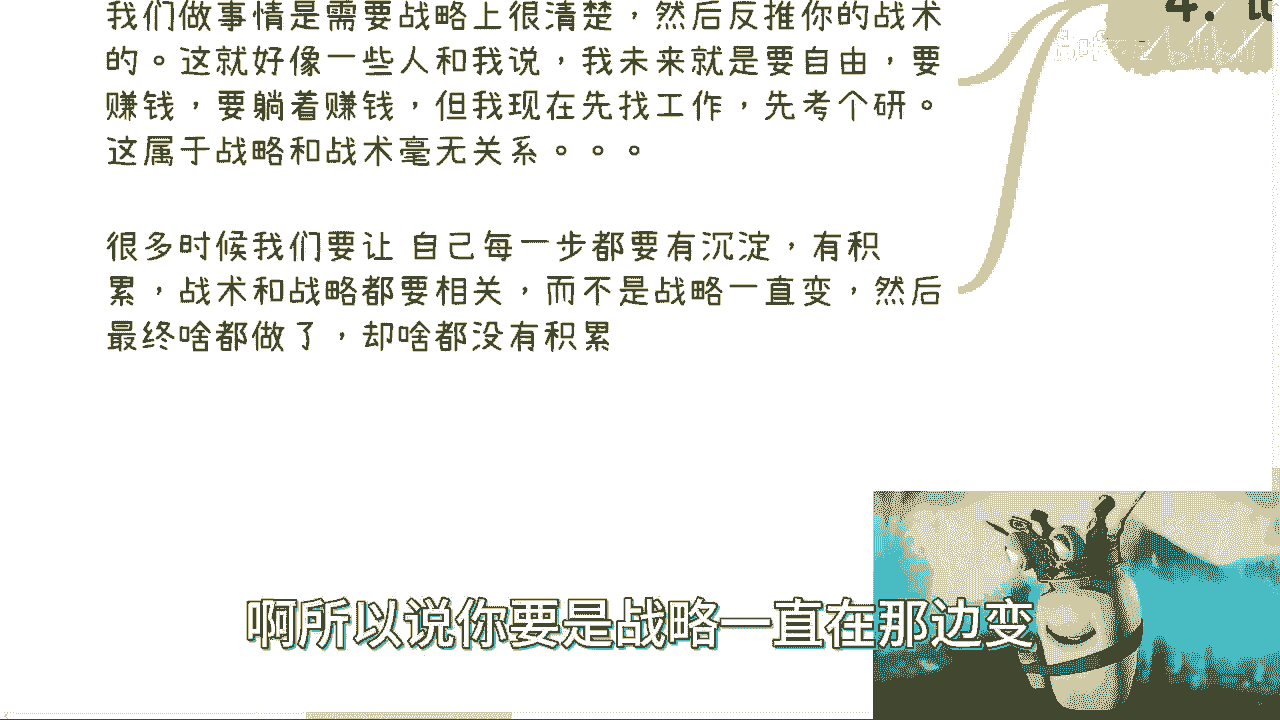 我们做事情是需要战略上很清楚，然后反推你的战术
的。这就好像一些人和我说，我未来就是要自由，要
赚钱，要躺着赚钱，但我现在先找工作，先考个研。
这属于战略和战术毫无关系。。。
很多时候我们要让 自己每一步都要有沉淀，有积
累，战术和战略都要相关，而不是战略一直变，然后
最终啥都做了，却啥都没有积累
4.
啊所以说你要是战略一直在那边变